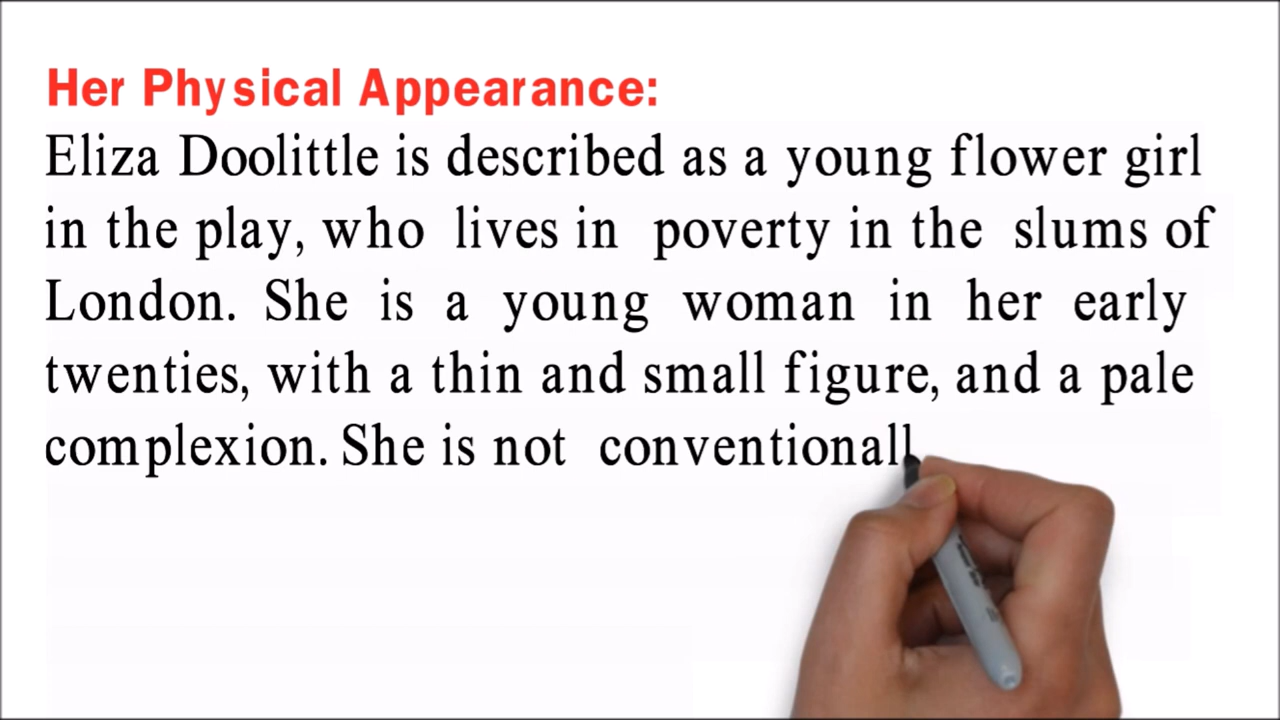 Her Physical Appearance:
Eliza Doolittle is described as a young flower girl
in the play, who lives in poverty in the slums of
London. She is a young woman in her early
twenties, with a thin and small figure, and a pale
complexion. She is not conventionall